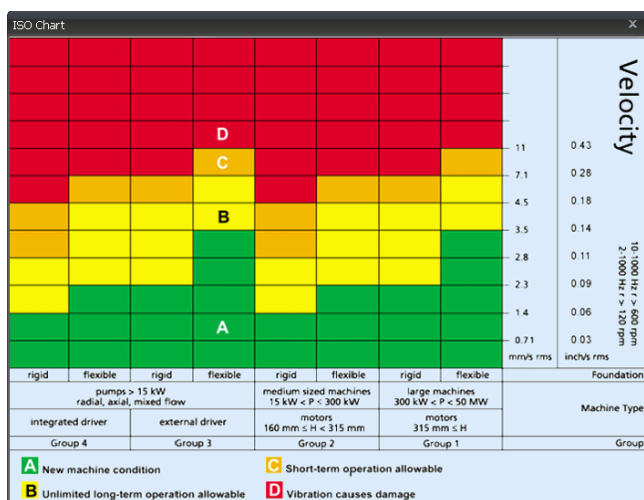 ISO Chart x
Velocity
D
C
B
A
11 0.43
7.1 0.28
4.5 0.18
3.5 0.14
2.8 0.11
2.3 0.09
1.4 0.06
0.71 0.03
mm/s rms inch/s rms
10-1000 Hz r > 600 rpm
2-1000 Hz r > 120 rpm
rigid flexible rigid flexible rigid flexible rigid flexible Foundation
pumps > 15 kW medium sized machines large machines
radial, axial, mixed flow 15 kW < P ≤ 300 kW 300 kW < P < 50 MW Machine Type
integrated driver external driver motors motors
160 mm ≤ H < 315 mm 315 mm ≤ H
Group 4 Group 3 Group 2 Group 1 Group
A New machine condition C Short-term operation allowable
B Unlimited long-term operation allowable D Vibration causes damage